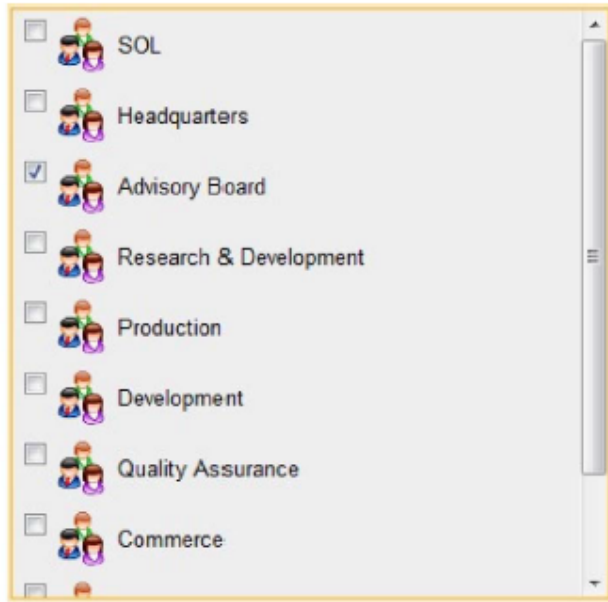 SOL
Headquarters
Advisory Board
Research & Development
Production
Development
Quality Assurance
Commerce